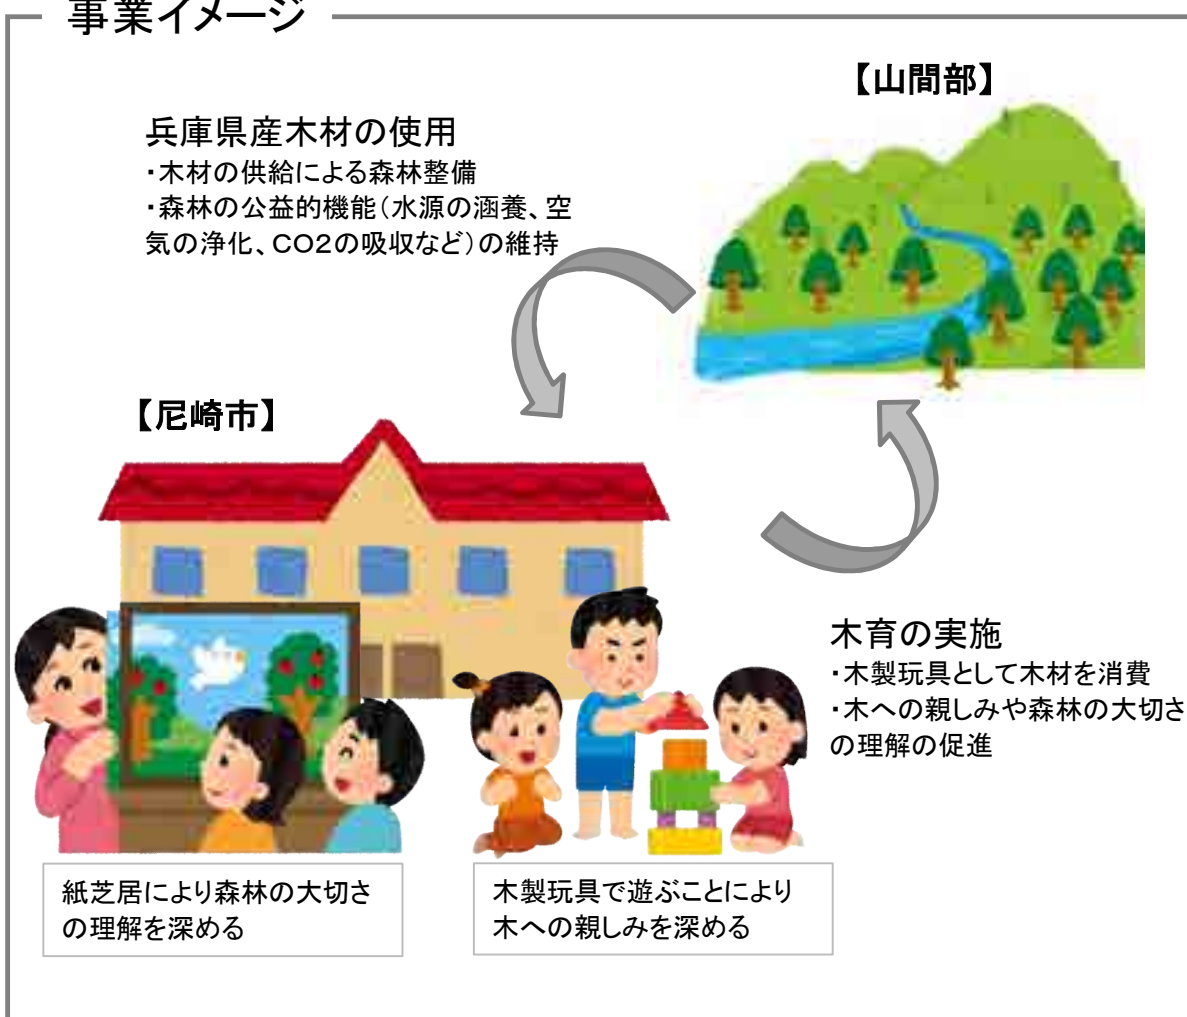 事業イメージ
【山間部】
兵庫県産木材の使用
・木材の供給による森林整備
・森林の公益的機能(水源の涵養、空
気の浄化、CO2の吸収など)の維持
【尼崎市】
木育の実施
・木製玩具として木材を消費
・木への親しみや森林の大切さ
の理解の促進
紙芝居により森林の大切さ
の理解を深める
木製玩具で遊ぶことにより
木への親しみを深める